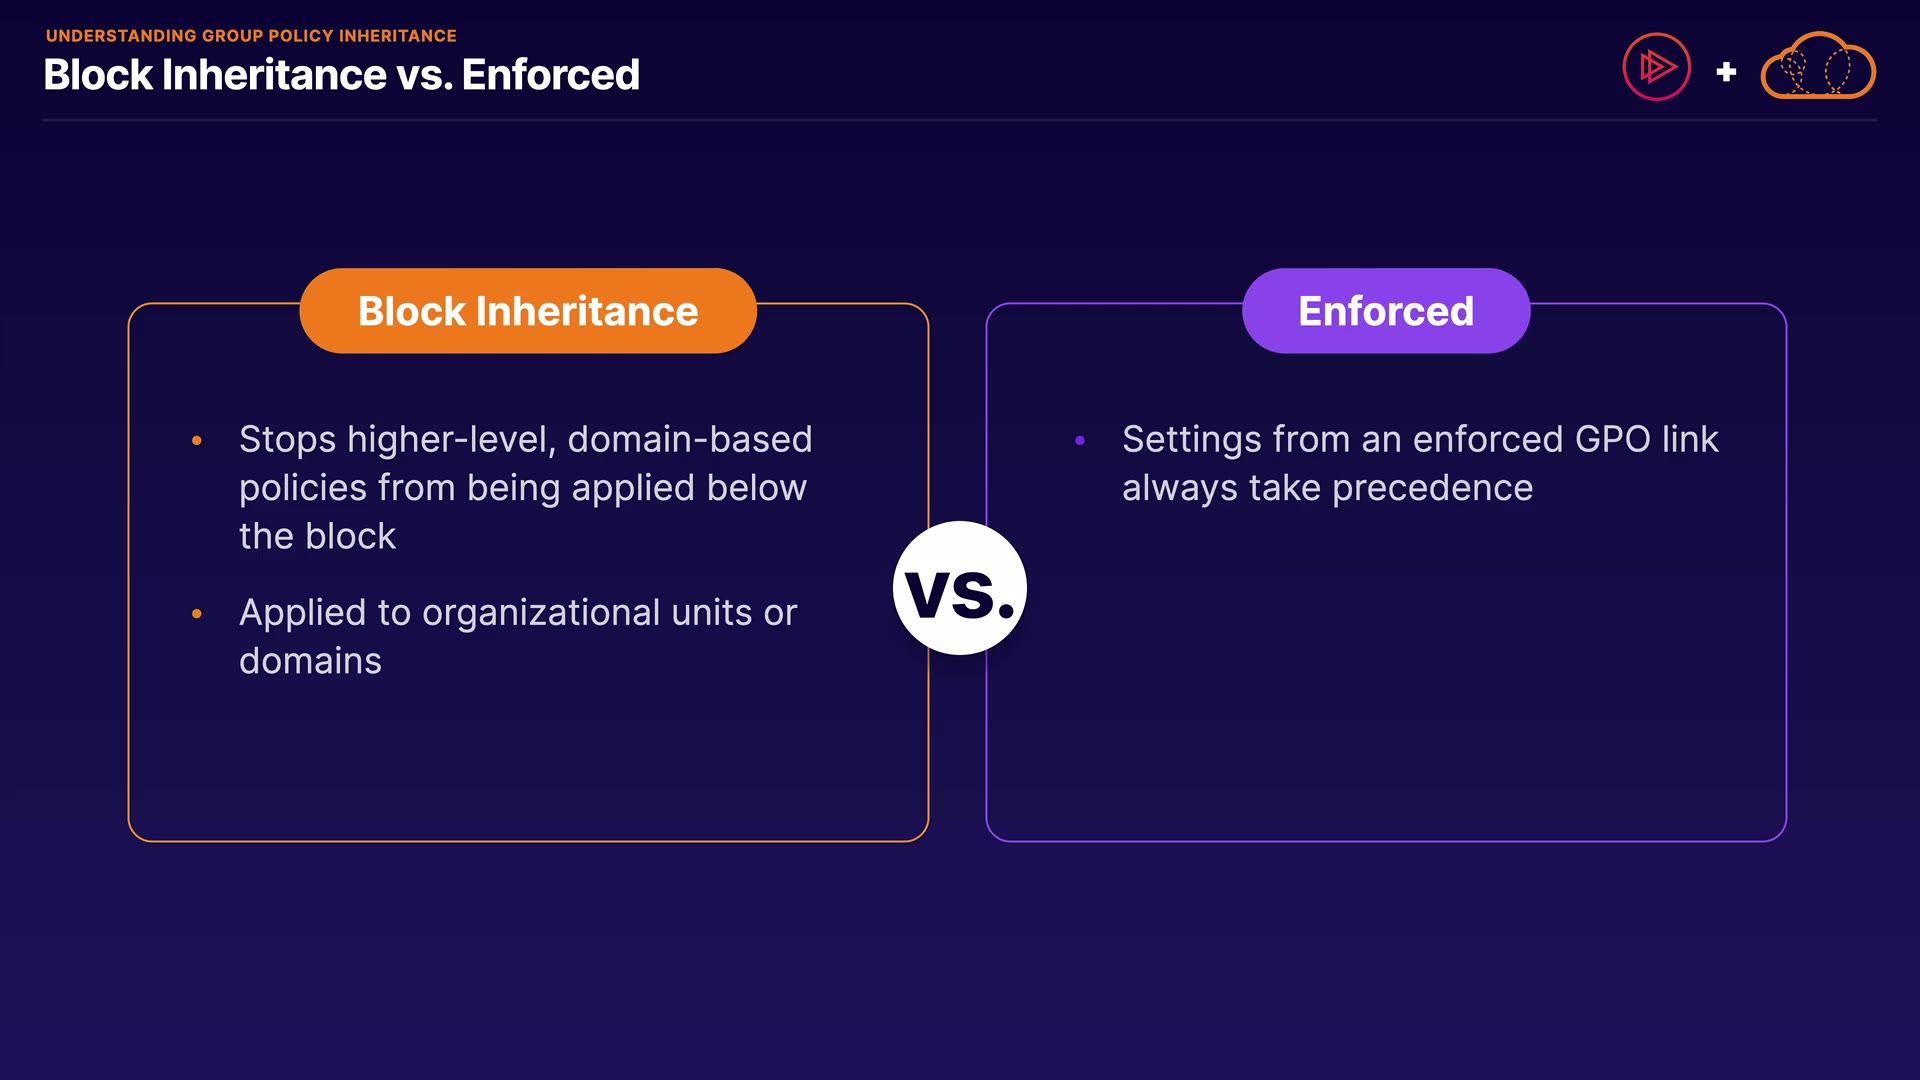 UNDERSTANDING GROUP POLICY INHERITANCE
Block Inheritance vs. Enforced
+
Block Inheritance
• Stops higher-level, domain-based
policies from being applied below
the block
• Applied to organizational units or
domains
vs.
Enforced
• Settings from an enforced GPO link
always take precedence